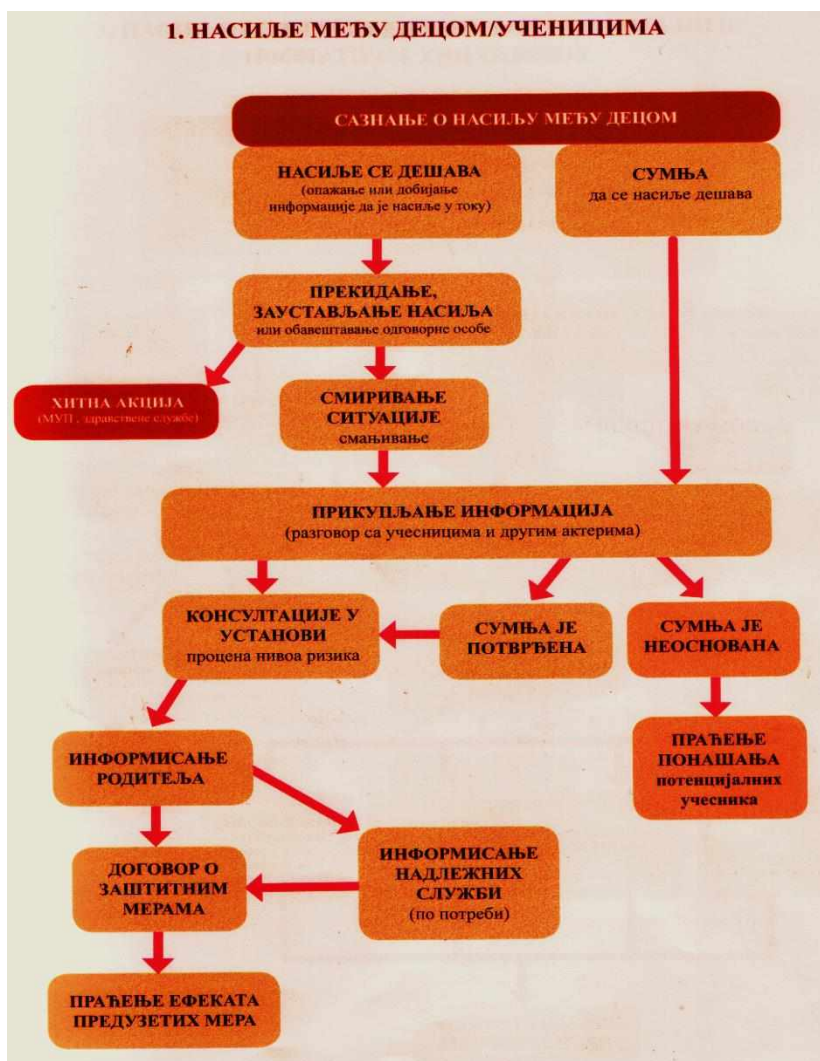 1. НАСИЉЕ МЕЂУ ДЕЦОМ/УЧЕНИЦИМА
САЗНАЊЕ О НАСИЉУ МЕЂУ ДЕЦОМ
НАСИЉЕ СЕ ДЕШАВА
(опажање или добијање
информације да је насиље у току)
СУМЊА
да се насиље дешава
ПРЕКИДАЊЕ,
ЗАУСТАВЉАЊЕ НАСИЉА
или обавештавање одговорне особе
ХИТНА АКЦИЈА
(МУП , здравствене службе)
СМИРИВАЊЕ
СИТУАЦИЈЕ
смањивање
ПРИКУПЉАЊЕ ИНФОРМАЦИЈА
(разговор са учесницима и другим актерима)
КОНСУЛТАЦИЈЕ У
УСТАНОВИ
процена нивоа ризика
СУМЊА ЈЕ
ПОТВРЂЕНА
СУМЊА ЈЕ
НЕОСНОВАНА
ПРАЋЕЊЕ
ПОНАШАЊА
потенцијалних
учесника
ИНФОРМИСАЊЕ
РОДИТЕЉА
ИНФОРМИСАЊЕ
НАДЛЕЖНИХ
СЛУЖБИ
(по потреби)
ДОГОВОР О
ЗАШТИТНИМ
МЕРАМА
ПРАЋЕЊЕ ЕФЕКАТА
ПРЕДУЗЕТИХ МЕРА